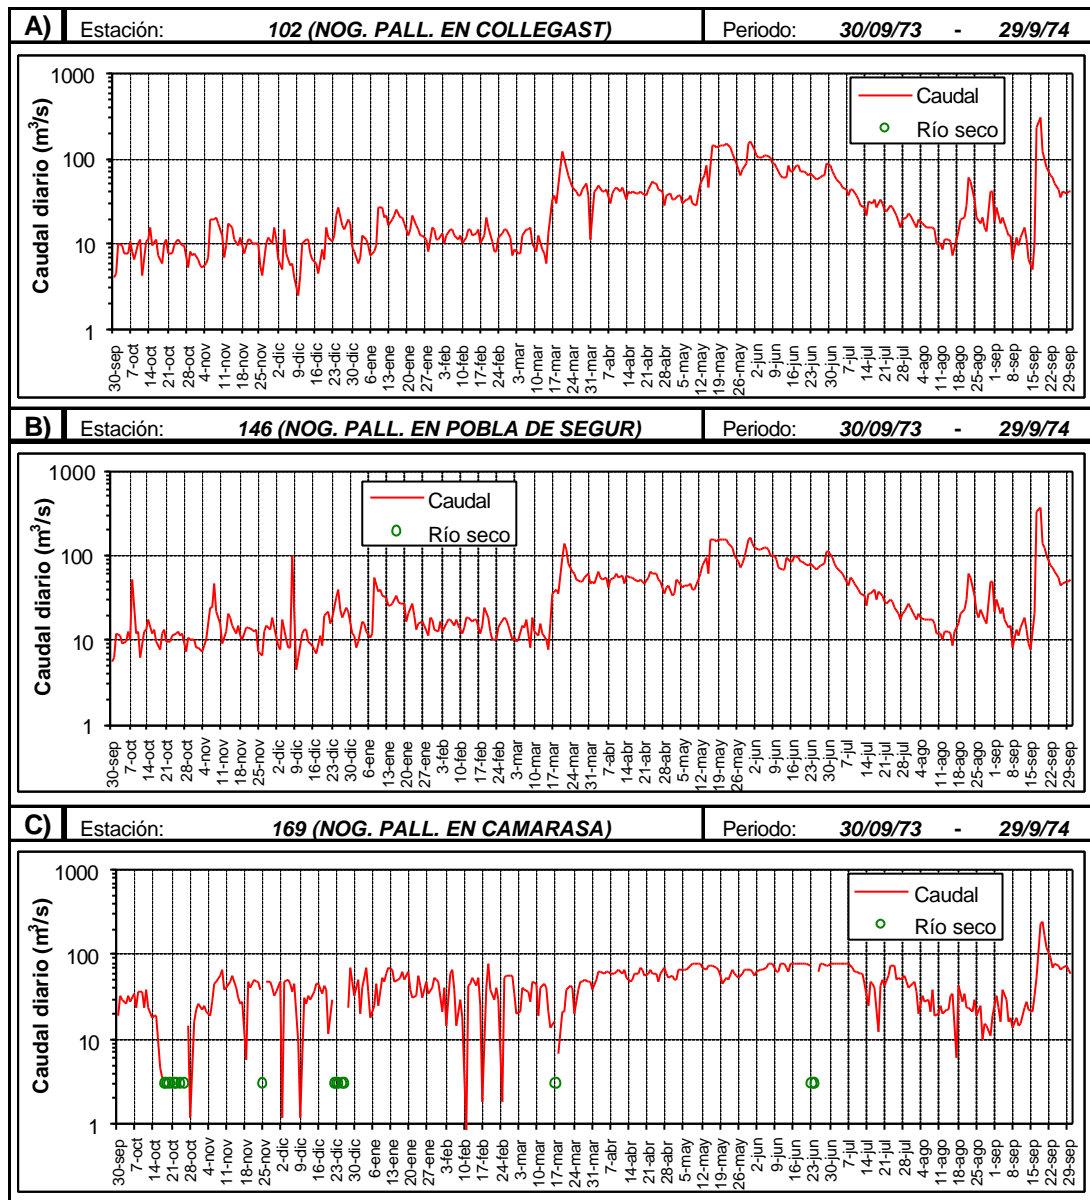 A) Estación: 102 (NOG. PALL. EN COLLEGAST) Periodo: 30/09/73 - 29/9/74
Caudal diario (m³/s)
1000
100
10
1
Caudal
Río seco
30-sep 7-oct 14-oct 21-oct 28-oct 4-nov 11-nov 18-nov 25-nov 2-dic 9-dic 16-dic 23-dic 30-dic 6-ene 13-ene 20-ene 27-ene 3-feb 10-feb 17-feb 24-feb 3-mar 10-mar 17-mar 24-mar 31-mar 7-abr 14-abr 21-abr 28-abr 5-may 12-may 19-may 26-may 2-jun 9-jun 16-jun 23-jun 30-jun 7-jul 14-jul 21-jul 28-jul 4-ago 11-ago 18-ago 25-ago 1-sep 8-sep 15-sep 22-sep 29-sep
B) Estación: 146 (NOG. PALL. EN POBLA DE SEGUR) Periodo: 30/09/73 - 29/9/74
Caudal diario (m³/s)
1000
100
10
1
Caudal
Río seco
30-sep 7-oct 14-oct 21-oct 28-oct 4-nov 11-nov 18-nov 25-nov 2-dic 9-dic 16-dic 23-dic 30-dic 6-ene 13-ene 20-ene 27-ene 3-feb 10-feb 17-feb 24-feb 3-mar 10-mar 17-mar 24-mar 31-mar 7-abr 14-abr 21-abr 28-abr 5-may 12-may 19-may 26-may 2-jun 9-jun 16-jun 23-jun 30-jun 7-jul 14-jul 21-jul 28-jul 4-ago 11-ago 18-ago 25-ago 1-sep 8-sep 15-sep 22-sep 29-sep
C) Estación: 169 (NOG. PALL. EN CAMARASA) Periodo: 30/09/73 - 29/9/74
Caudal diario (m³/s)
1000
100
10
1
Caudal
Río seco
30-sep 7-oct 14-oct 21-oct 28-oct 4-nov 11-nov 18-nov 25-nov 2-dic 9-dic 16-dic 23-dic 30-dic 6-ene 13-ene 20-ene 27-ene 3-feb 10-feb 17-feb 24-feb 3-mar 10-mar 17-mar 24-mar 31-mar 7-abr 14-abr 21-abr 28-abr 5-may 12-may 19-may 26-may 2-jun 9-jun 16-jun 23-jun 30-jun 7-jul 14-jul 21-jul 28-jul 4-ago 11-ago 18-ago 25-ago 1-sep 8-sep 15-sep 22-sep 29-sep